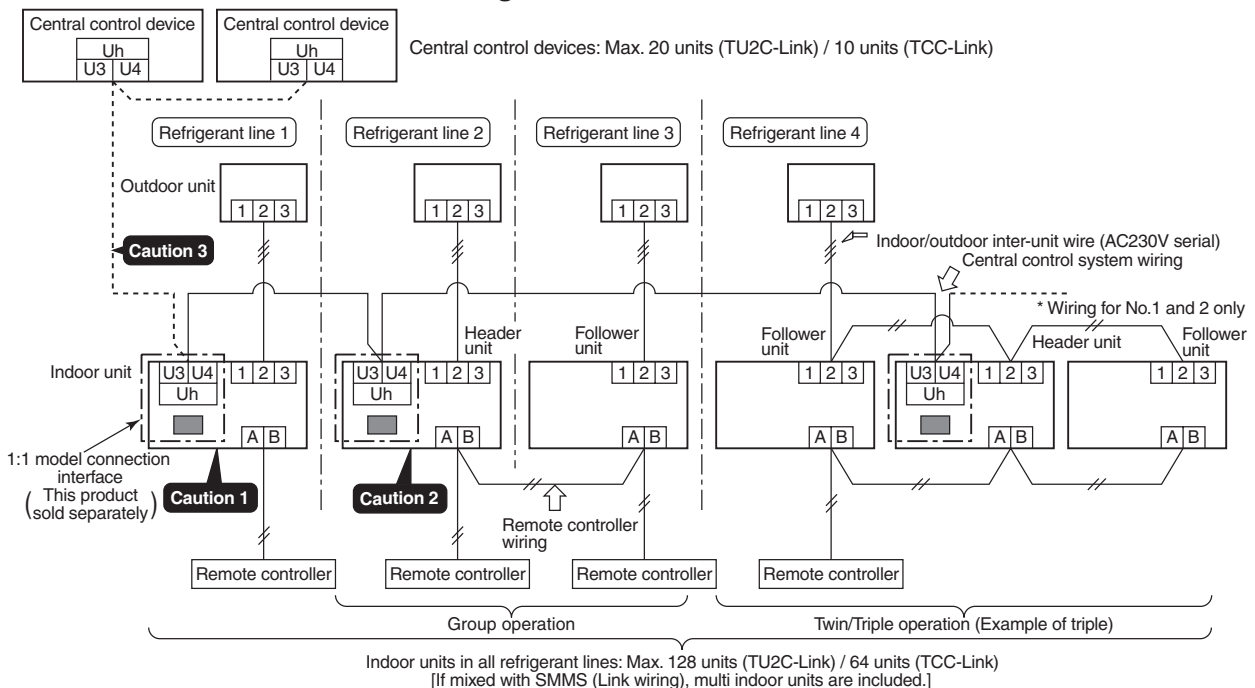 Central control device Central control device
Uh Uh
U3 U4 U3 U4
Central control devices: Max. 20 units (TU2C-Link) / 10 units (TCC-Link)
Refrigerant line 1 Refrigerant line 2 Refrigerant line 3 Refrigerant line 4
Outdoor unit
1 2 3 1 2 3 1 2 3 1 2 3
Caution 3
Indoor/outdoor inter-unit wire (AC230V serial)
Central control system wiring
* Wiring for No.1 and 2 only
Header
unit
Follower
unit
Follower
unit
Header unit
Follower
unit
Indoor unit
U3 U4 1 2 3 U3 U4 1 2 3 1 2 3 1 2 3 U3 U4 1 2 3 1 2 3
Uh Uh Uh
A B A B A B A B A B A B
1:1 model connection
interface
(This product
sold separately)
Caution 1
Caution 2
Remote controller
wiring
Remote controller Remote controller Remote controller Remote controller
Group operation Twin/Triple operation (Example of triple)
Indoor units in all refrigerant lines: Max. 128 units (TU2C-Link) / 64 units (TCC-Link)
[If mixed with SMMS (Link wiring), multi indoor units are included.]